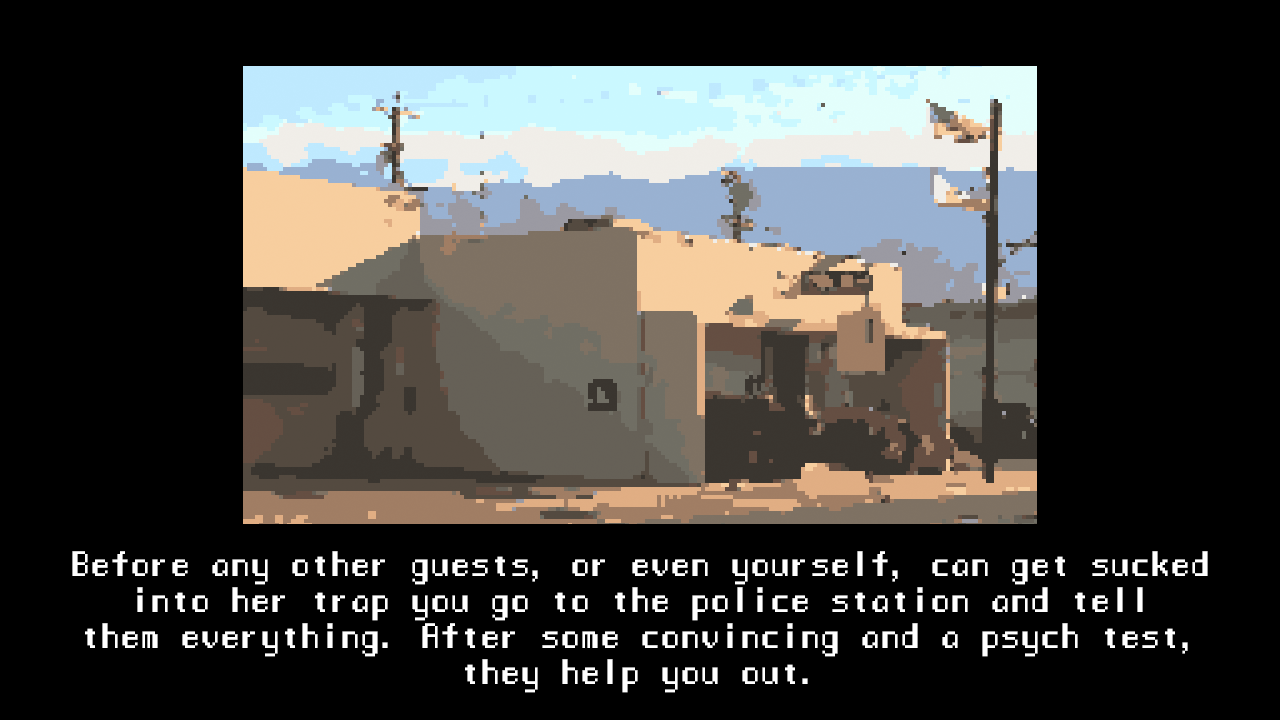 Before any other guests, or even yourself, can get sucked
into her trap you go to the police station and tell
them everything. After some convincing and a psych test,
they help you out.